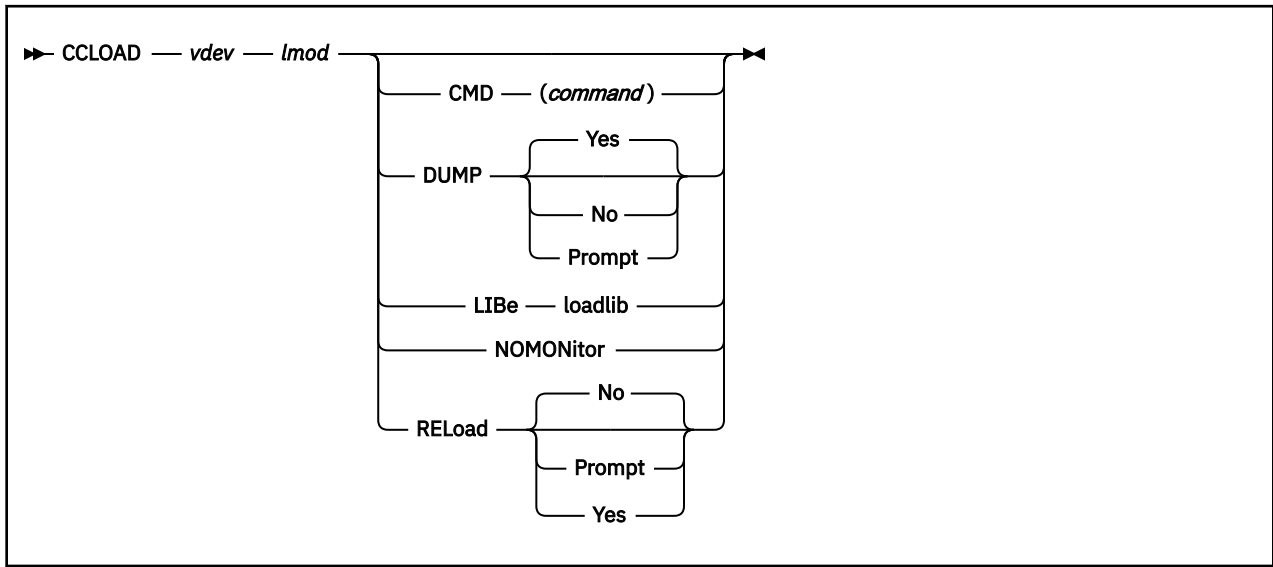 CCLOAD vdev lmod
CMD (command)
Yes
DUMP
No
Prompt
LIBe loadlib
NOMONitor
No
RELoad
Prompt
Yes